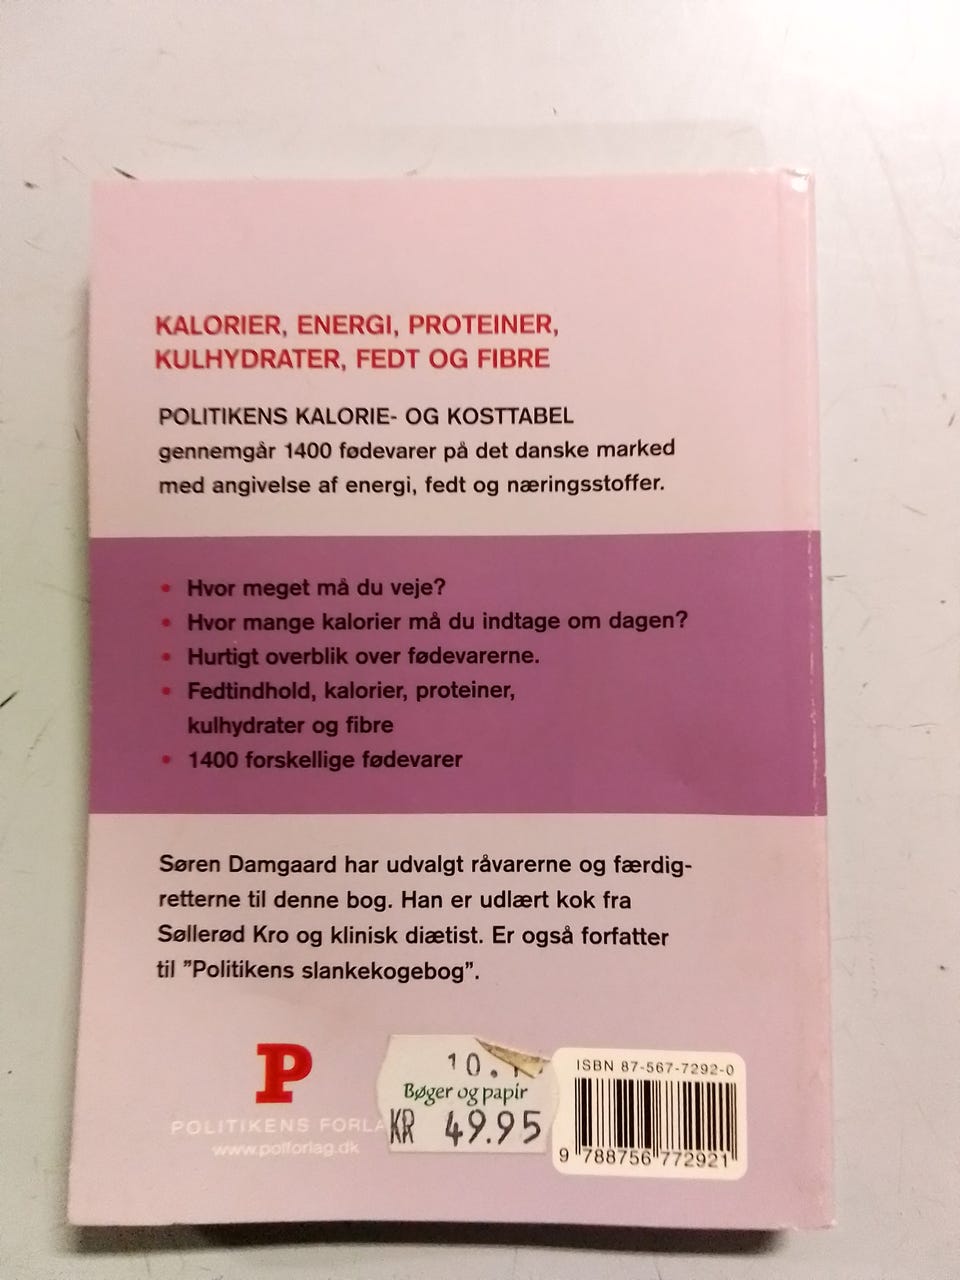 KALORIER, ENERGI, PROTEINER,
KULHYDRATER, FEDT OG FIBRE
POLITIKENS KALORIE- OG KOSTTABEL
gennemgår 1400 fødevarer på det danske marked
med angivelse af energi, fedt og næringsstoffer.
• Hvor meget må du veje?
• Hvor mange kalorier må du indtage om dagen?
• Hurtigt overblik over fødevarerne.
• Fedtindhold, kalorier, proteiner,
kulhydrater og fibre
• 1400 forskellige fødevarer
Søren Damgaard har udvalgt råvarerne og færdig-
retterne til denne bog. Han er udlært kok fra
Søllerød Kro og klinisk diætist. Er også forfatter
til ”Politikens slankekogebog”.
P
POLITIKENS FORLA
www.polforlag.dk
10.
Bøger og papir
KR 49.95
ISBN 87-567-7292-0
9 788756 772921